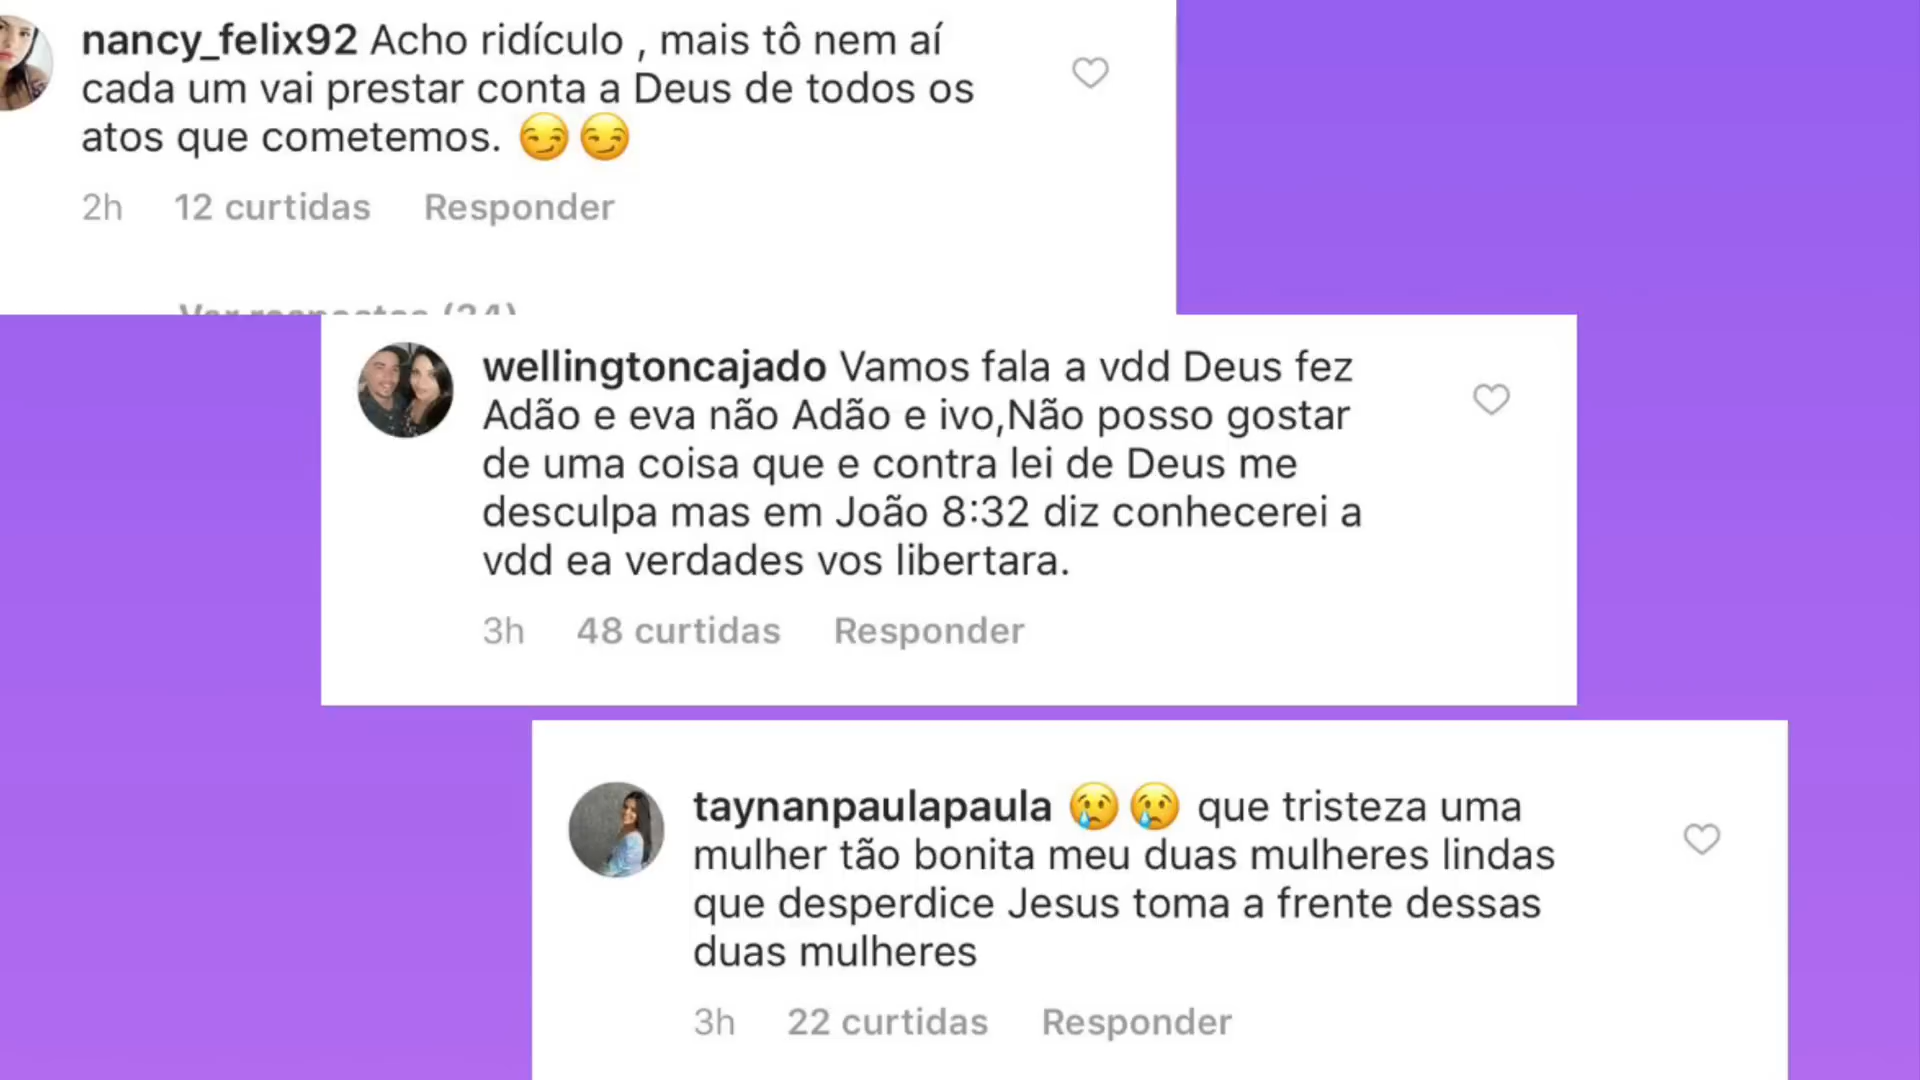 nancy_felix92 Acho ridículo , mais tô nem aí
cada um vai prestar conta a Deus de todos os
atos que cometemos. 😏😏
2h 12 curtidas Responder
Ver respostas (24)
wellingtoncajado Vamos fala a vdd Deus fez
Adão e eva não Adão e ivo,Não posso gostar
de uma coisa que e contra lei de Deus me
desculpa mas em João 8:32 diz conhecerei a
vdd ea verdades vos libertara.
3h 48 curtidas Responder
taynanpaulapaula 😢😢 que tristeza uma
mulher tão bonita meu duas mulheres lindas
que desperdice Jesus toma a frente dessas
duas mulheres
3h 22 curtidas Responder